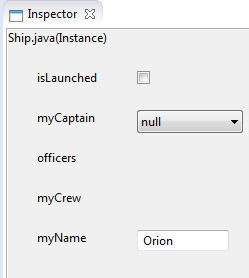 Inspector
Ship.java(Instance)
isLaunched
myCaptain null
officers
myCrew
myName Orion